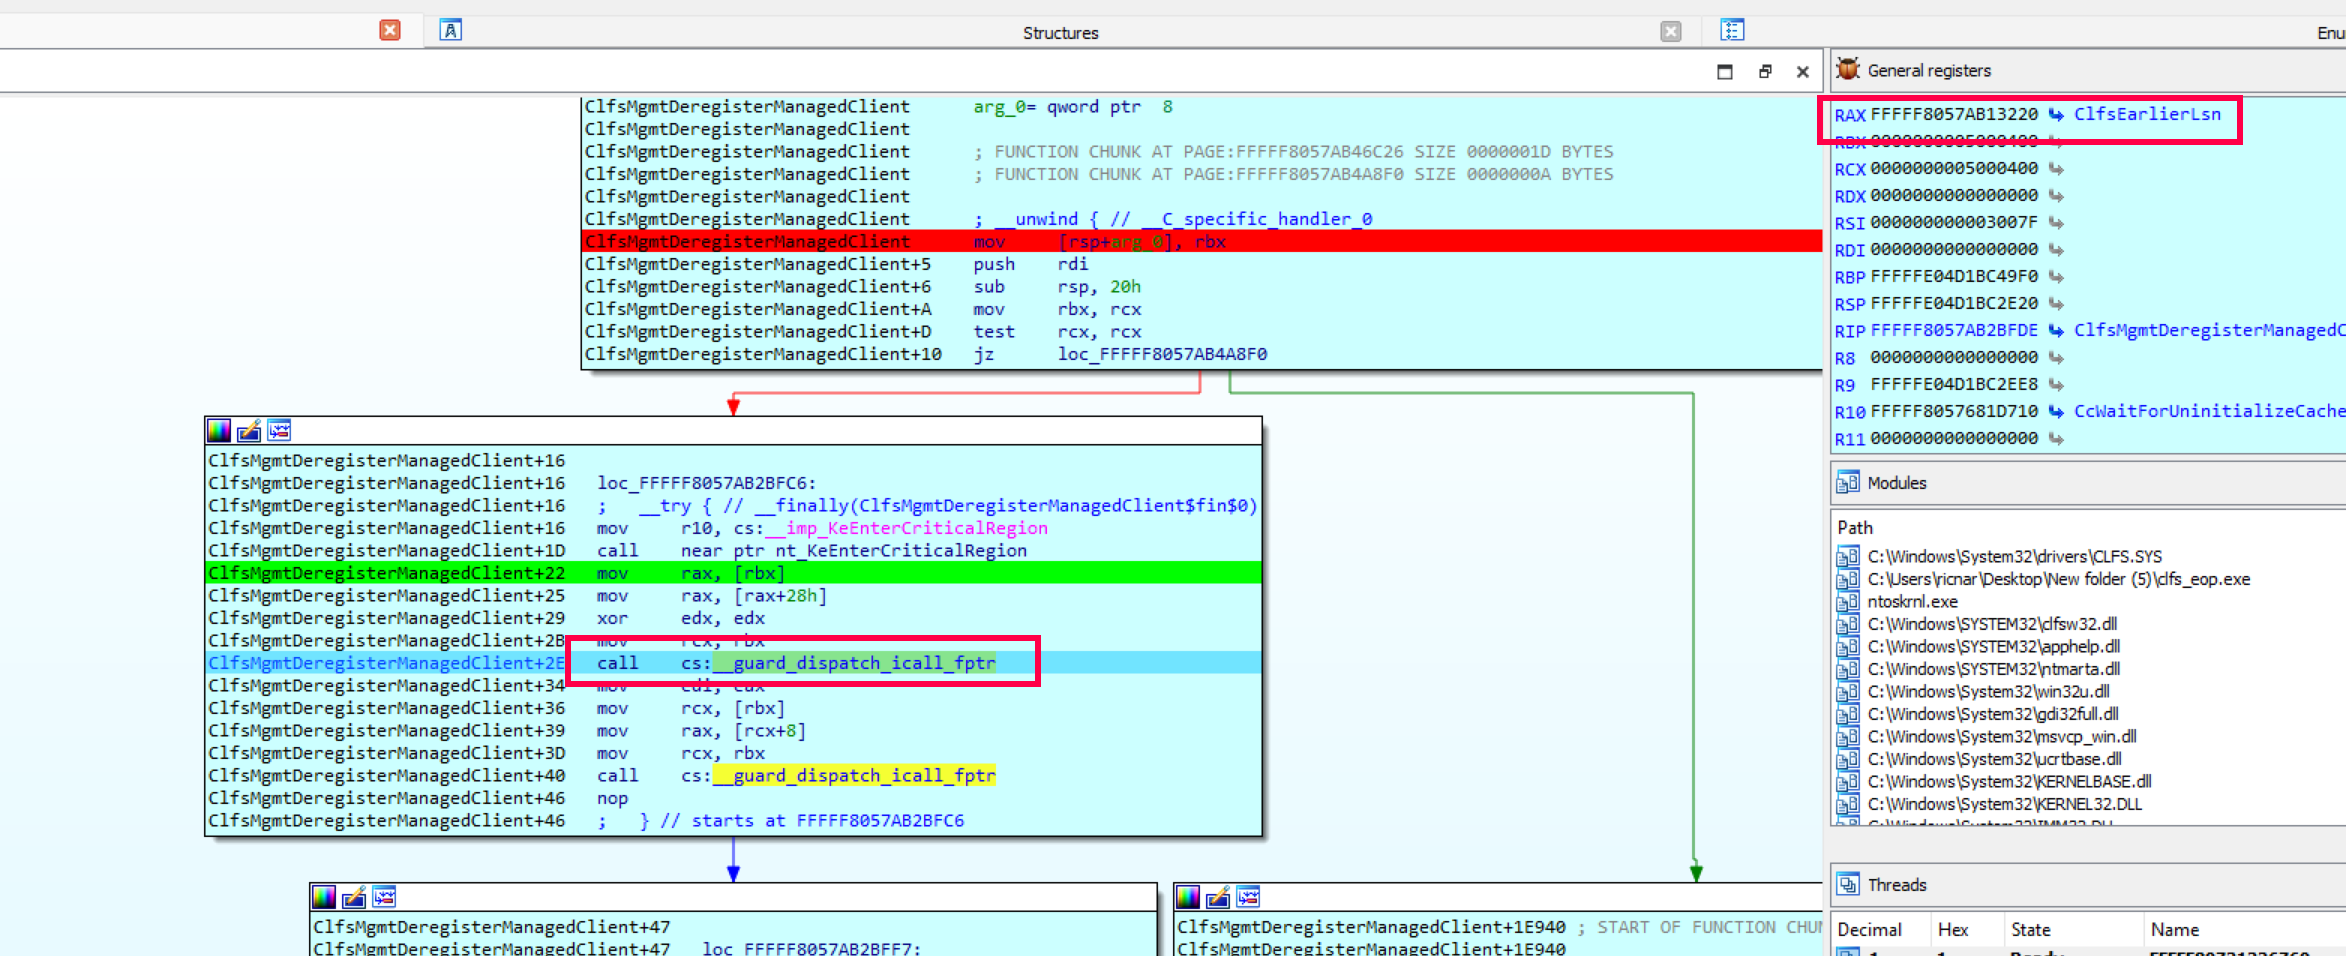 Structures
Enu
General registers
ClfsMgmtDeregisterManagedClient arg_0= qword ptr 8
ClfsMgmtDeregisterManagedClient
ClfsMgmtDeregisterManagedClient ; FUNCTION CHUNK AT PAGE:FFFFF8057AB46C26 SIZE 0000001D BYTES
ClfsMgmtDeregisterManagedClient ; FUNCTION CHUNK AT PAGE:FFFFF8057AB4A8F0 SIZE 0000000A BYTES
ClfsMgmtDeregisterManagedClient
ClfsMgmtDeregisterManagedClient ; __unwind { // __C_specific_handler_0
ClfsMgmtDeregisterManagedClient mov [rsp+arg_0], rbx
ClfsMgmtDeregisterManagedClient+5 push rdi
ClfsMgmtDeregisterManagedClient+6 sub rsp, 20h
ClfsMgmtDeregisterManagedClient+A mov rbx, rcx
ClfsMgmtDeregisterManagedClient+D test rcx, rcx
ClfsMgmtDeregisterManagedClient+10 jz loc_FFFFF8057AB4A8F0
ClfsMgmtDeregisterManagedClient+16
ClfsMgmtDeregisterManagedClient+16 loc_FFFFF8057AB2BFC6:
ClfsMgmtDeregisterManagedClient+16 ; __try { // __finally(ClfsMgmtDeregisterManagedClient$fin$0)
ClfsMgmtDeregisterManagedClient+16 mov r10, cs:__imp_KeEnterCriticalRegion
ClfsMgmtDeregisterManagedClient+1D call near ptr nt_KeEnterCriticalRegion
ClfsMgmtDeregisterManagedClient+22 mov rax, [rbx]
ClfsMgmtDeregisterManagedClient+25 mov rax, [rax+28h]
ClfsMgmtDeregisterManagedClient+29 xor edx, edx
ClfsMgmtDeregisterManagedClient+2B mov rcx, rbx
ClfsMgmtDeregisterManagedClient+2E call cs:__guard_dispatch_icall_fptr
ClfsMgmtDeregisterManagedClient+34 mov edi, eax
ClfsMgmtDeregisterManagedClient+36 mov rcx, [rbx]
ClfsMgmtDeregisterManagedClient+39 mov rax, [rcx+8]
ClfsMgmtDeregisterManagedClient+3D mov rcx, rbx
ClfsMgmtDeregisterManagedClient+40 call cs:__guard_dispatch_icall_fptr
ClfsMgmtDeregisterManagedClient+46 nop
ClfsMgmtDeregisterManagedClient+46 ; } // starts at FFFFF8057AB2BFC6
ClfsMgmtDeregisterManagedClient+47
ClfsMgmtDeregisterManagedClient+47 loc_FFFFF8057AB2BFF7:
ClfsMgmtDeregisterManagedClient+1E940 ; START OF FUNCTION CHUN
ClfsMgmtDeregisterManagedClient+1E940
RAX FFFFF8057AB13220 ClfsEarlierLsn
RBX 0000000005000400
RCX 0000000005000400
RDX 0000000000000000
RSI 000000000003007F
RDI 0000000000000000
RBP FFFFFE04D1BC49F0
RSP FFFFFE04D1BC2E20
RIP FFFFF8057AB2BFDE ClfsMgmtDeregisterManagedC
R8 0000000000000000
R9 FFFFFE04D1BC2EE8
R10 FFFFF8057681D710 CcWaitForUninitializeCache
R11 0000000000000000
Modules
Path
C:\Windows\System32\drivers\CLFS.SYS
C:\Users\ricnar\Desktop\New folder (5)\clfs_eop.exe
ntoskrnl.exe
C:\Windows\SYSTEM32\clfsw32.dll
C:\Windows\SYSTEM32\apphelp.dll
C:\Windows\SYSTEM32\ntmarta.dll
C:\Windows\System32\win32u.dll
C:\Windows\System32\gdi32full.dll
C:\Windows\System32\msvcp_win.dll
C:\Windows\System32\ucrtbase.dll
C:\Windows\System32\KERNELBASE.dll
C:\Windows\System32\KERNEL32.DLL
C:\Windows\System32\IMM32.DLL
Threads
Decimal Hex State Name